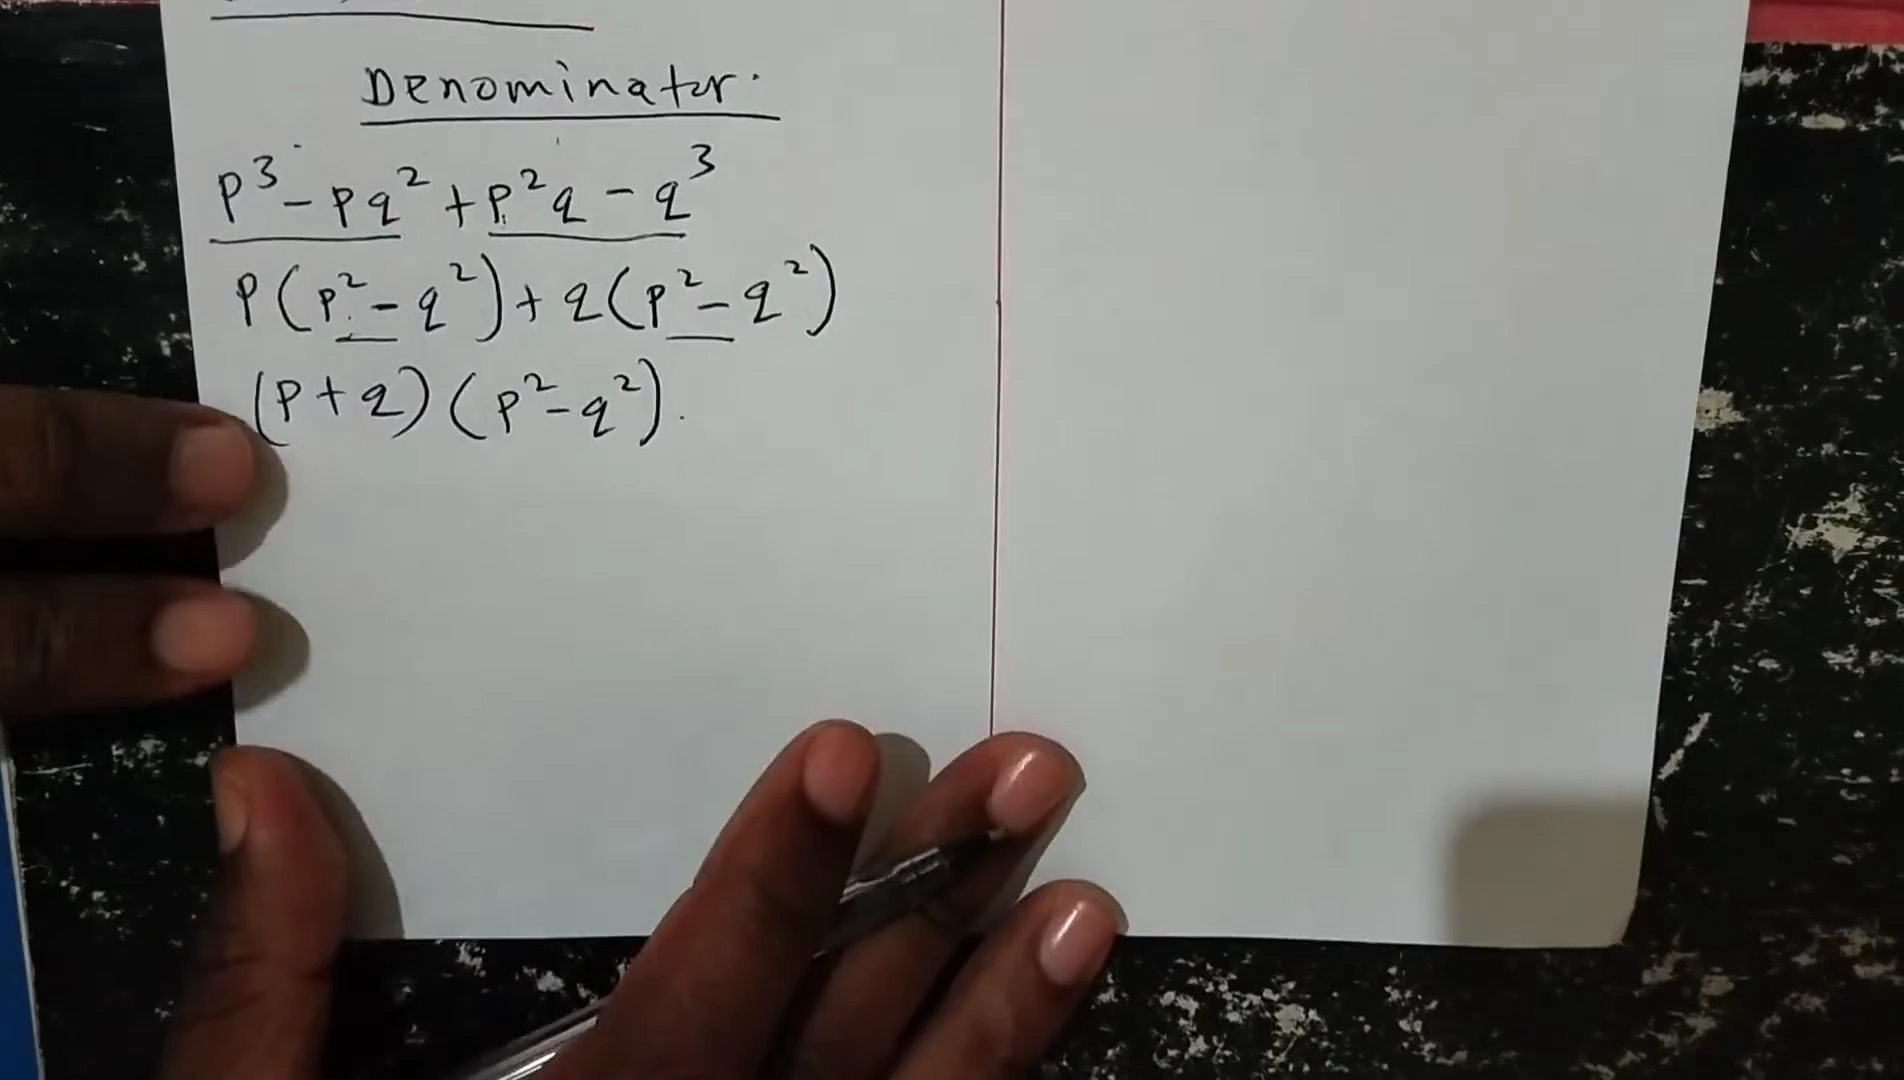 Denominator.
p³ - pq² + p²q - q³
p(p² - q²) + q(p² - q²)
(p + q)(p² - q²).